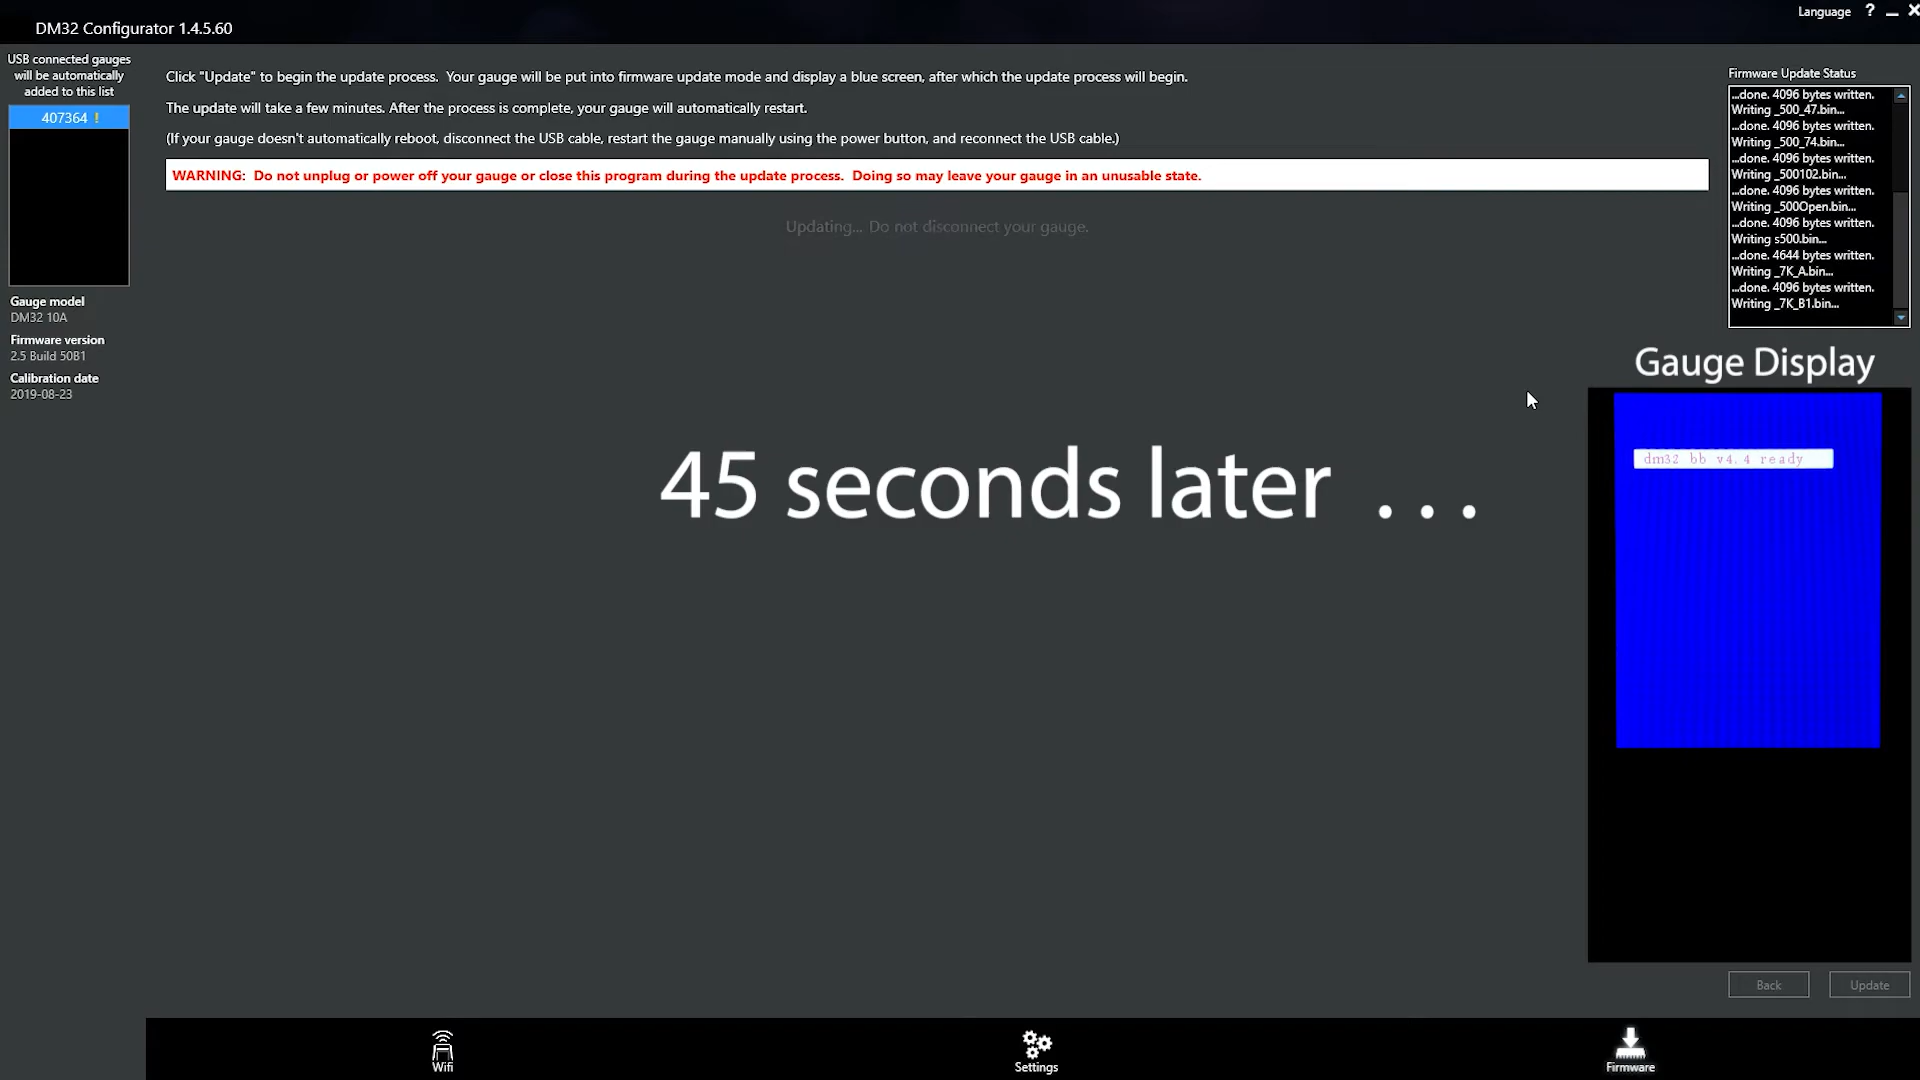 DM32 Configurator 1.4.5.60
Language ?
USB connected gauges
will be automatically
added to this list
407364 !
Gauge model
DM32 10A
Firmware version
2.5 Build 50B1
Calibration date
2019-08-23
Click "Update" to begin the update process. Your gauge will be put into firmware update mode and display a blue screen, after which the update process will begin.
The update will take a few minutes. After the process is complete, your gauge will automatically restart.
(If your gauge doesn't automatically reboot, disconnect the USB cable, restart the gauge manually using the power button, and reconnect the USB cable.)
WARNING: Do not unplug or power off your gauge or close this program during the update process. Doing so may leave your gauge in an unusable state.
Updating... Do not disconnect your gauge.
45 seconds later ...
Firmware Update Status
...done. 4096 bytes written.
Writing _500_47.bin...
...done. 4096 bytes written.
Writing _500_74.bin...
...done. 4096 bytes written.
Writing _500102.bin...
...done. 4096 bytes written.
Writing _500Open.bin...
...done. 4096 bytes written.
Writing s500.bin...
...done. 4644 bytes written.
Writing _7K_A.bin...
...done. 4096 bytes written.
Writing _7K_B1.bin...
Gauge Display
dm32 bb v4.4 ready
Back
Update
Wifi
Settings
Firmware